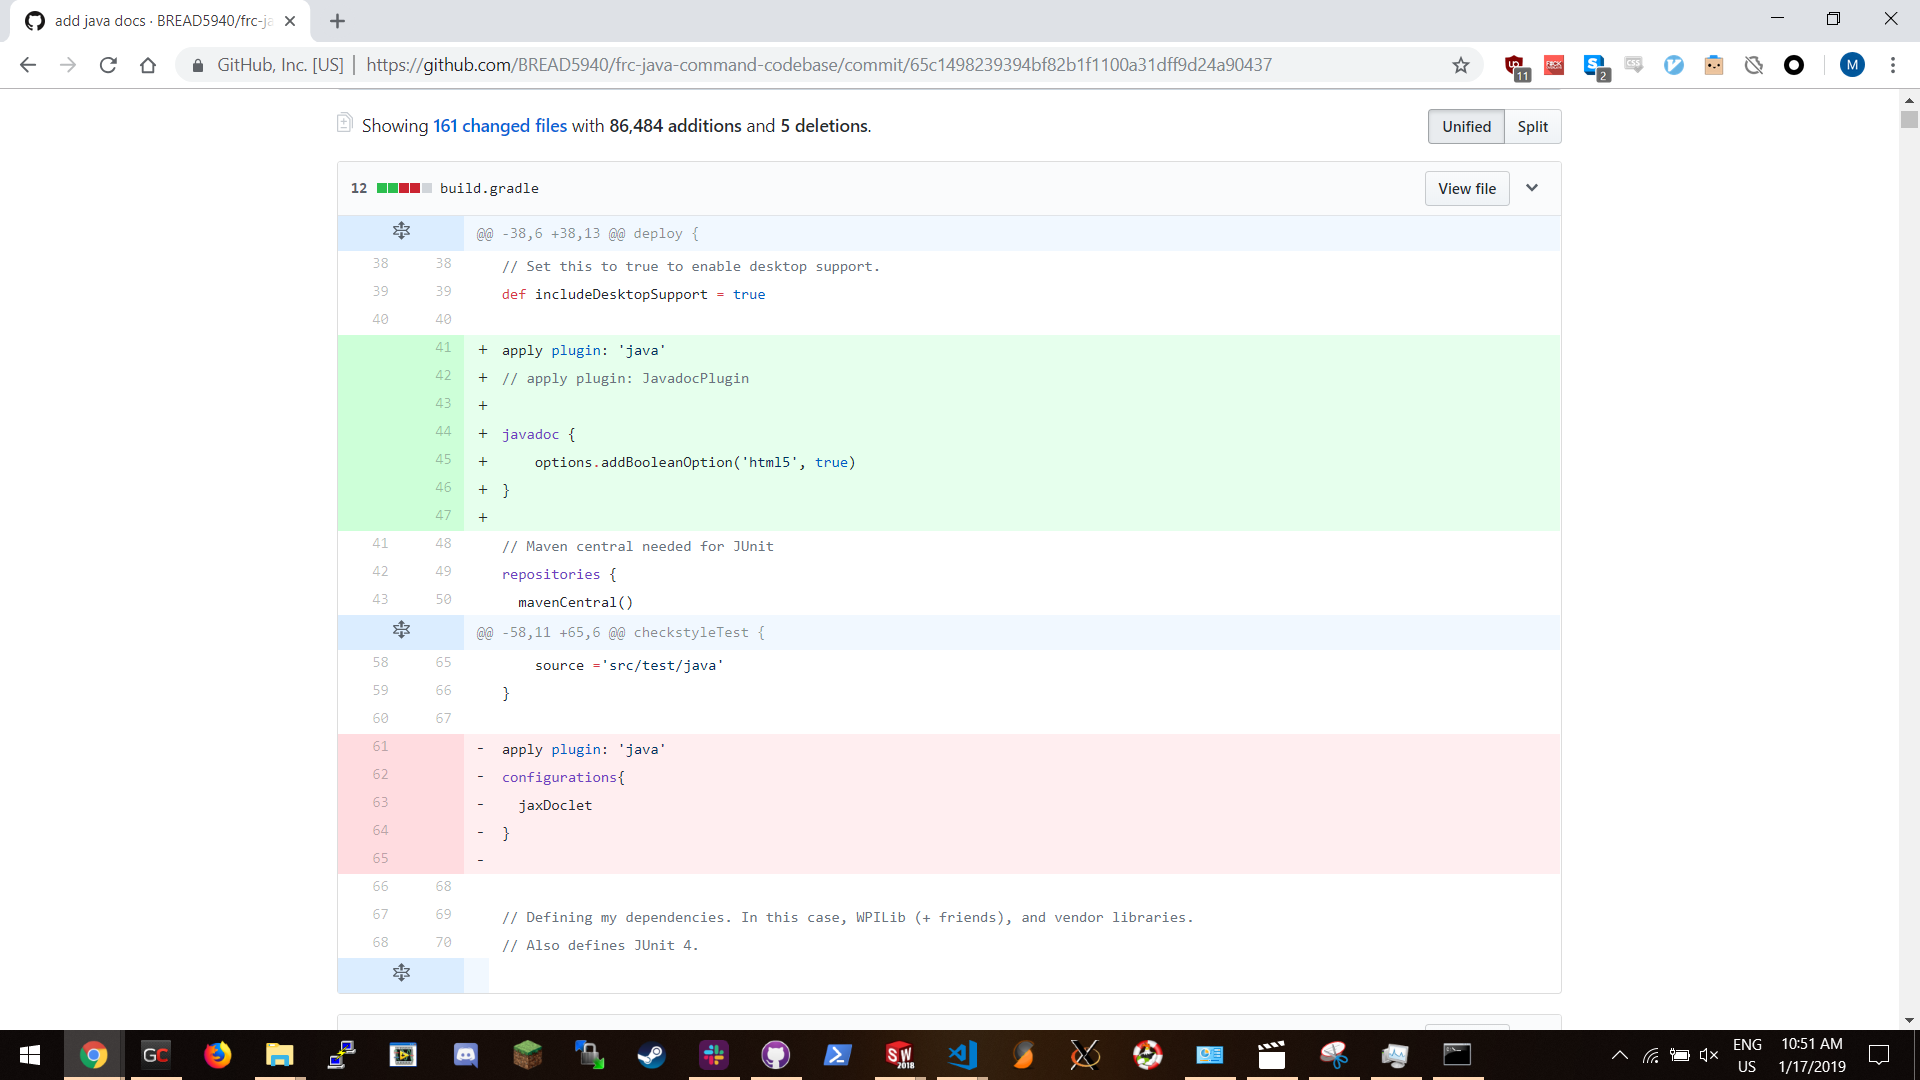 add java docs · BREAD5940/frc-ja
GitHub, Inc. [US] | https://github.com/BREAD5940/frc-java-command-codebase/commit/65c1498239394bf82b1f1100a31dff9d24a90437
11
2
M
Showing 161 changed files with 86,484 additions and 5 deletions.
Unified Split
12 build.gradle
View file
@@ -38,6 +38,13 @@ deploy {
38 38 // Set this to true to enable desktop support.
39 39 def includeDesktopSupport = true
40 40
41 + apply plugin: 'java'
42 + // apply plugin: JavadocPlugin
43 +
44 + javadoc {
45 + options.addBooleanOption('html5', true)
46 + }
47 +
41 48 // Maven central needed for JUnit
42 49 repositories {
43 50 mavenCentral()
@@ -58,11 +65,6 @@ checkstyleTest {
58 65 source ='src/test/java'
59 66 }
60 67
61 - apply plugin: 'java'
62 - configurations{
63 - jaxDoclet
64 - }
65 -
66 68
67 69 // Defining my dependencies. In this case, WPILib (+ friends), and vendor libraries.
68 70 // Also defines JUnit 4.
GC
SW
2018
ENG
US
10:51 AM
1/17/2019